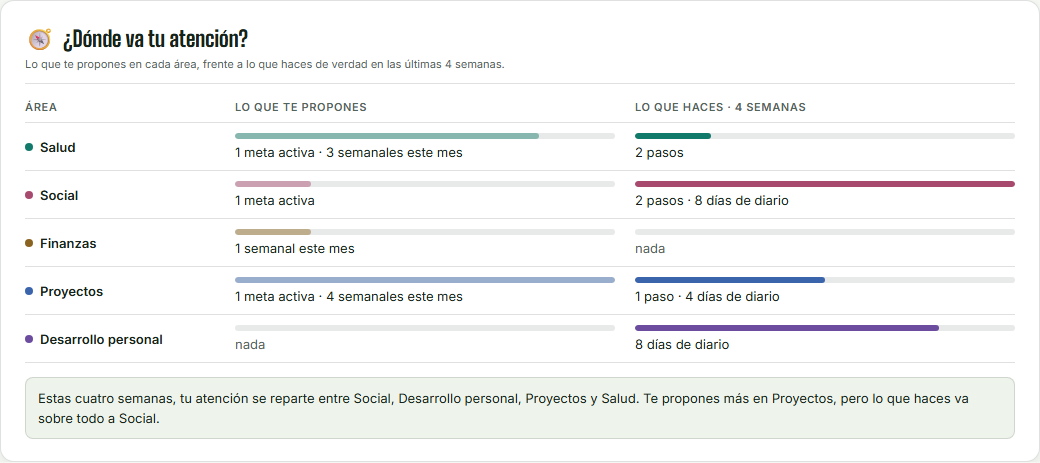 ¿Dónde va tu atención?
Lo que te propones en cada área, frente a lo que haces de verdad en las últimas 4 semanas.
ÁREA
LO QUE TE PROPONES
LO QUE HACES · 4 SEMANAS
Salud
1 meta activa · 3 semanales este mes
2 pasos
Social
1 meta activa
2 pasos · 8 días de diario
Finanzas
1 semanal este mes
nada
Proyectos
1 meta activa · 4 semanales este mes
1 paso · 4 días de diario
Desarrollo personal
nada
8 días de diario
Estas cuatro semanas, tu atención se reparte entre Social, Desarrollo personal, Proyectos y Salud. Te propones más en Proyectos, pero lo que haces va
sobre todo a Social.